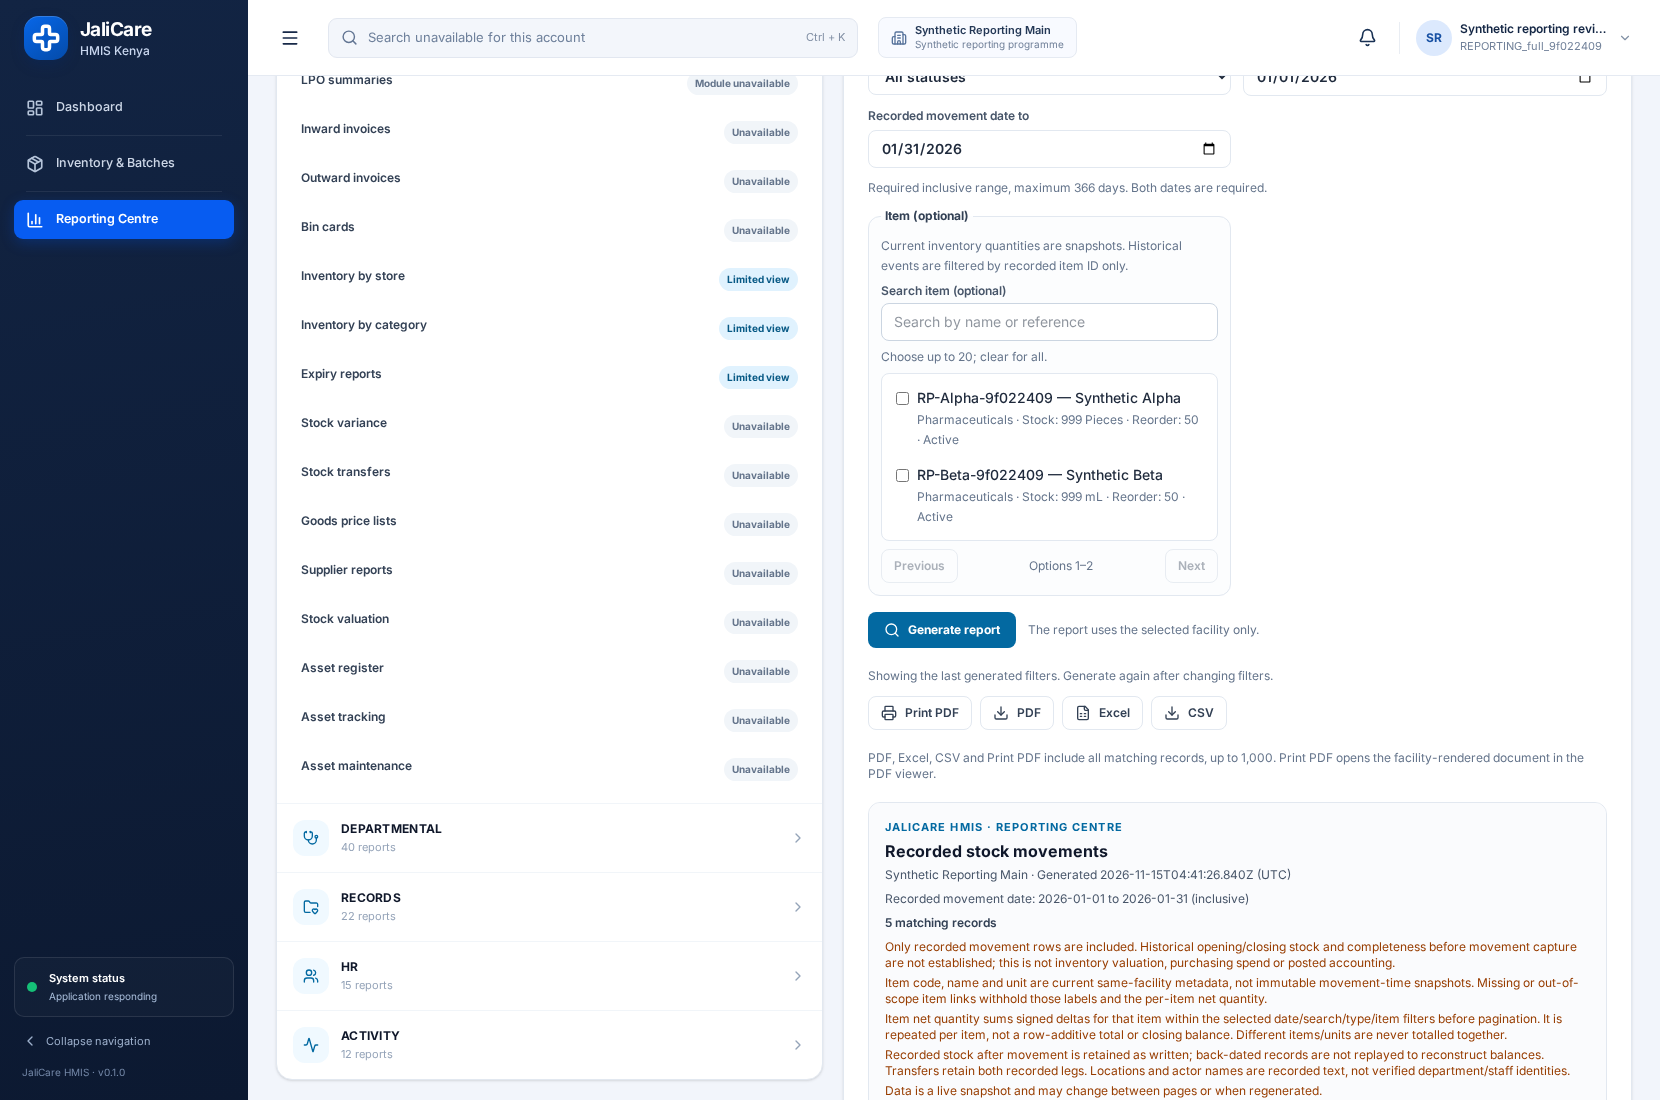 JaliCare
HMIS Kenya
Dashboard
Inventory & Batches
Reporting Centre
System status
Application responding
Collapse navigation
JaliCare HMIS · v0.1.0
Search unavailable for this account
Ctrl + K
Synthetic Reporting Main
Synthetic reporting programme
SR
Synthetic reporting revi...
REPORTING_full_9f022409
LPO summaries
Module unavailable
Inward invoices
Unavailable
Outward invoices
Unavailable
Bin cards
Unavailable
Inventory by store
Limited view
Inventory by category
Limited view
Expiry reports
Limited view
Stock variance
Unavailable
Stock transfers
Unavailable
Goods price lists
Unavailable
Supplier reports
Unavailable
Stock valuation
Unavailable
Asset register
Unavailable
Asset tracking
Unavailable
Asset maintenance
Unavailable
DEPARTMENTAL
40 reports
RECORDS
22 reports
HR
15 reports
ACTIVITY
12 reports
All statuses
01/01/2026
Recorded movement date to
01/31/2026
Required inclusive range, maximum 366 days. Both dates are required.
Item (optional)
Current inventory quantities are snapshots. Historical
events are filtered by recorded item ID only.
Search item (optional)
Search by name or reference
Choose up to 20; clear for all.
RP-Alpha-9f022409 — Synthetic Alpha
Pharmaceuticals · Stock: 999 Pieces · Reorder: 50
· Active
RP-Beta-9f022409 — Synthetic Beta
Pharmaceuticals · Stock: 999 mL · Reorder: 50 ·
Active
Previous
Options 1–2
Next
Generate report
The report uses the selected facility only.
Showing the last generated filters. Generate again after changing filters.
Print PDF
PDF
Excel
CSV
PDF, Excel, CSV and Print PDF include all matching records, up to 1,000. Print PDF opens the facility-rendered document in the
PDF viewer.
JALICARE HMIS · REPORTING CENTRE
Recorded stock movements
Synthetic Reporting Main · Generated 2026-11-15T04:41:26.840Z (UTC)
Recorded movement date: 2026-01-01 to 2026-01-31 (inclusive)
5 matching records
Only recorded movement rows are included. Historical opening/closing stock and completeness before movement capture
are not established; this is not inventory valuation, purchasing spend or posted accounting.
Item code, name and unit are current same-facility metadata, not immutable movement-time snapshots. Missing or out-of-
scope item links withhold those labels and the per-item net quantity.
Item net quantity sums signed deltas for that item within the selected date/search/type/item filters before pagination. It is
repeated per item, not a row-additive total or closing balance. Different items/units are never totalled together.
Recorded stock after movement is retained as written; back-dated records are not replayed to reconstruct balances.
Transfers retain both recorded legs. Locations and actor names are recorded text, not verified department/staff identities.
Data is a live snapshot and may change between pages or when regenerated.